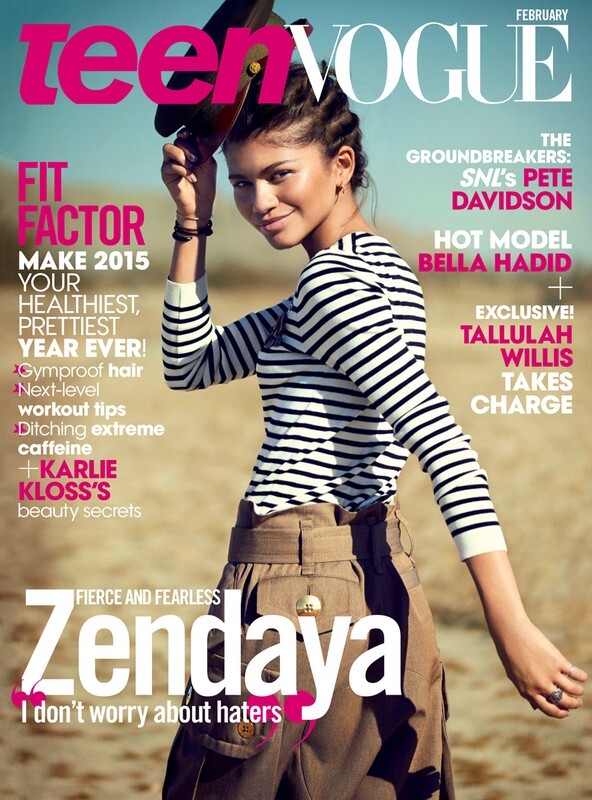 FEBRUARY
teen VOGUE
THE
GROUNDBREAKERS:
SNL's PETE
DAVIDSON
HOT MODEL
BELLA HADID
+
EXCLUSIVE!
TALLULAH
WILLIS
TAKES
CHARGE
FIT
FACTOR
MAKE 2015
YOUR
HEALTHIEST,
PRETTIEST
YEAR EVER!
Gymproof hair
Next-level
workout tips
Ditching extreme
caffeine
+KARLIE
KLOSS'S
beauty secrets
FIERCE AND FEARLESS
Zendaya
“I don't worry about haters”